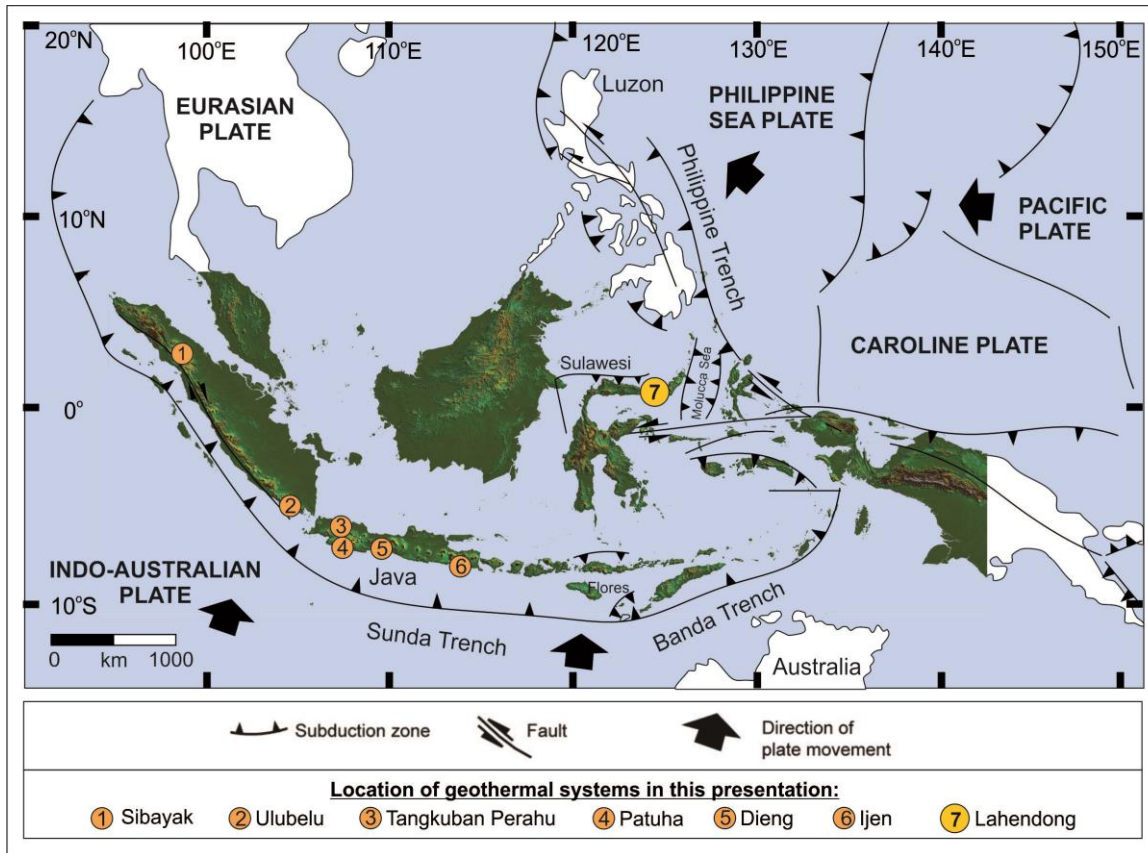 20°N
100°E
110°E
120°E
130°E
140°E
150°E
Luzon
EURASIAN
PLATE
PHILIPPINE
SEA PLATE
Philippine Trench
10°N
PACIFIC
PLATE
CAROLINE PLATE
Sulawesi
Molucca Sea
1
7
0°
2
3
4
5
6
Java
Flores
INDO-AUSTRALIAN
PLATE
10°S
Sunda Trench
Banda Trench
Australia
0 km 1000
Subduction zone
Fault
Direction of
plate movement
Location of geothermal systems in this presentation:
1 Sibayak 2 Ulubelu 3 Tangkuban Perahu 4 Patuha 5 Dieng 6 Ijen 7 Lahendong